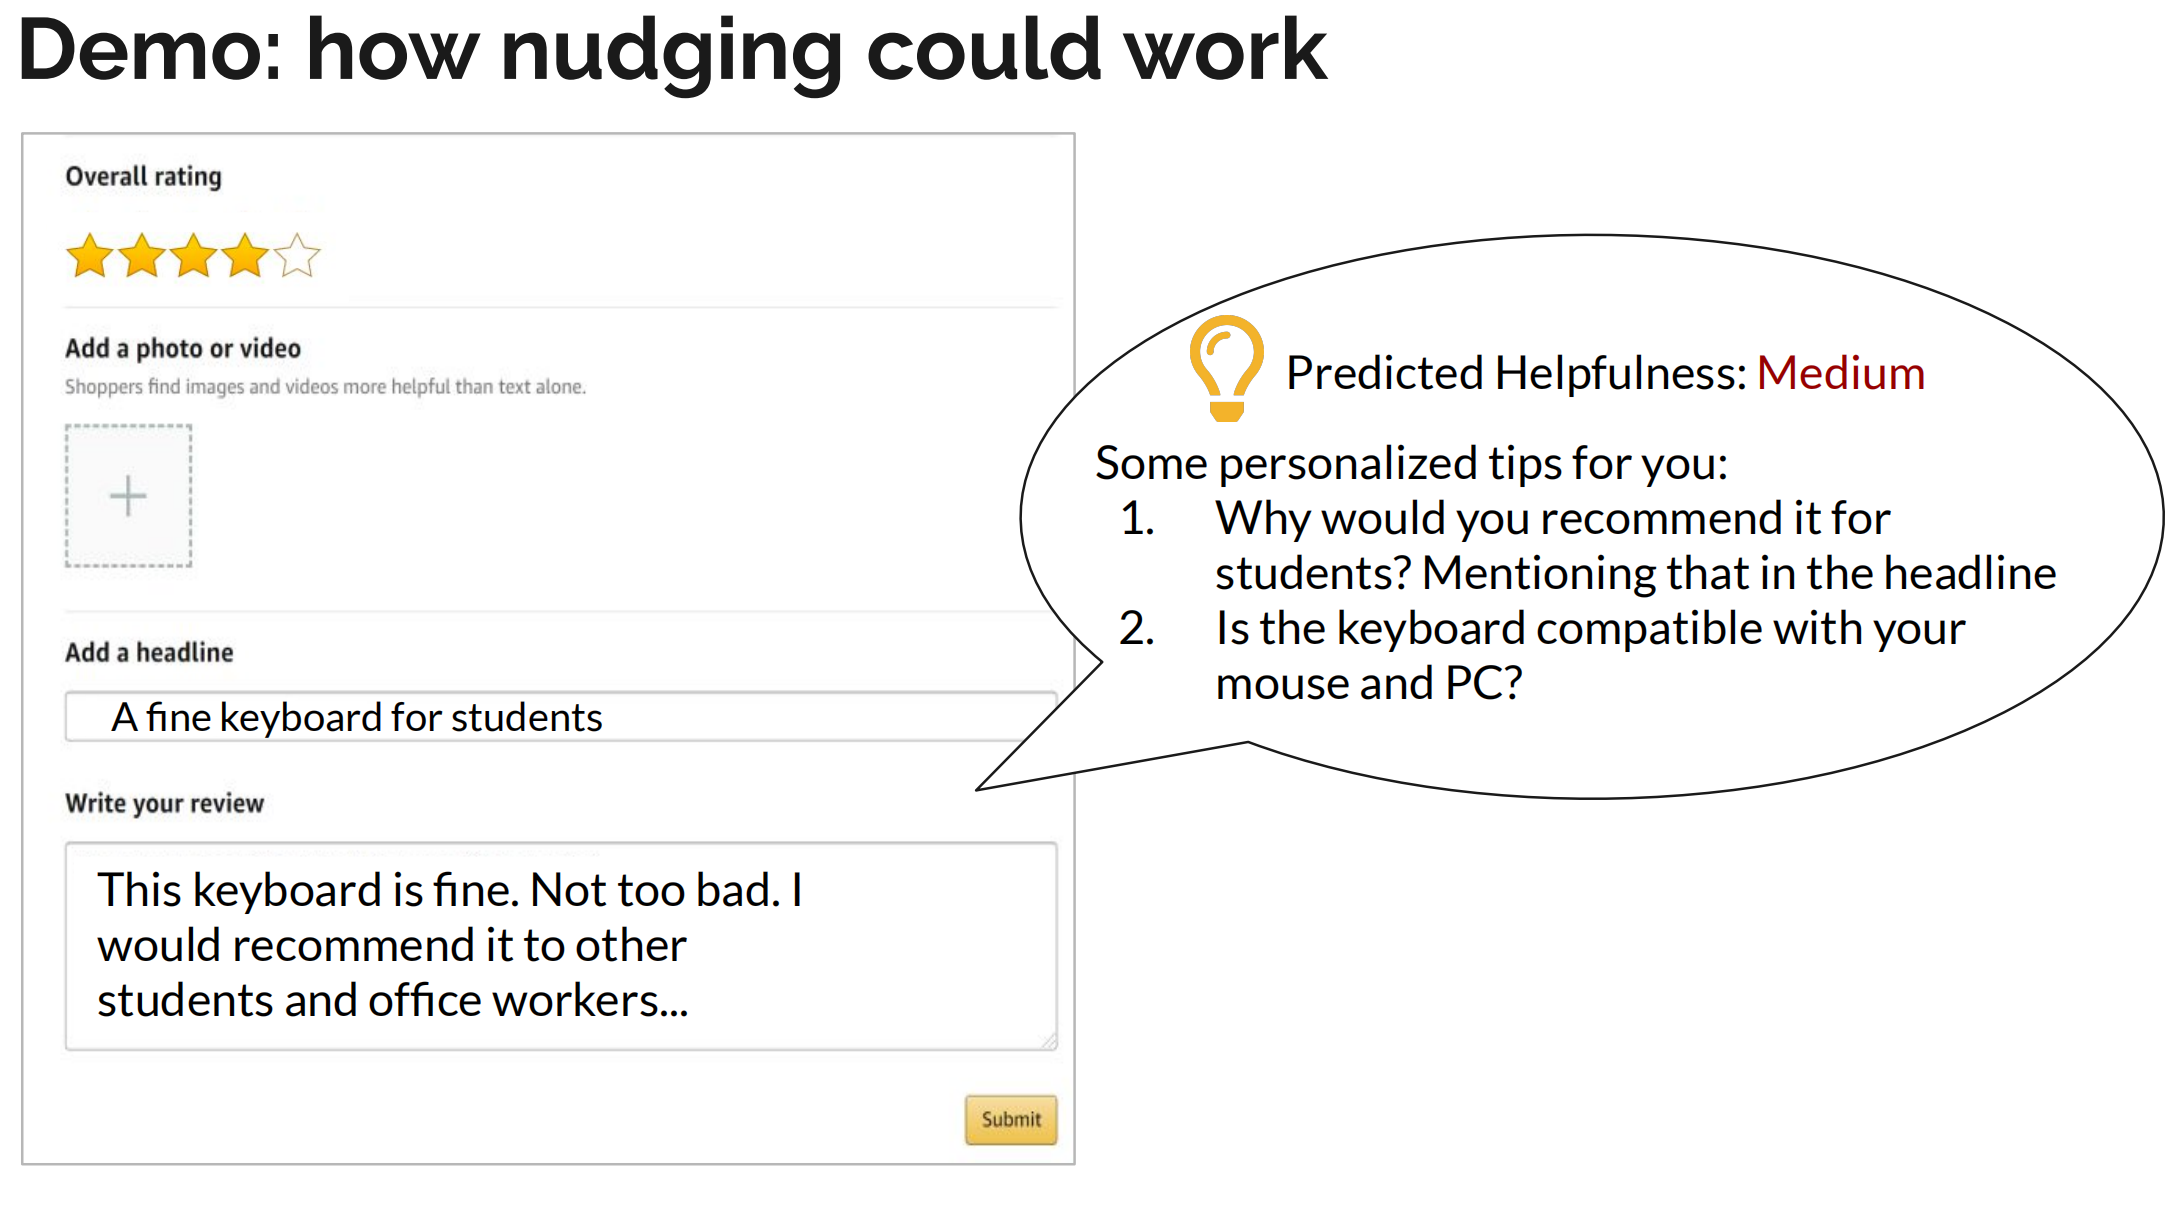 Demo: how nudging could work
Overall rating
Add a photo or video
Shoppers find images and videos more helpful than text alone.
Add a headline
A fine keyboard for students
Write your review
This keyboard is fine. Not too bad. I
would recommend it to other
students and office workers...
Submit
Predicted Helpfulness: Medium
Some personalized tips for you:
1. Why would you recommend it for
students? Mentioning that in the headline
2. Is the keyboard compatible with your
mouse and PC?